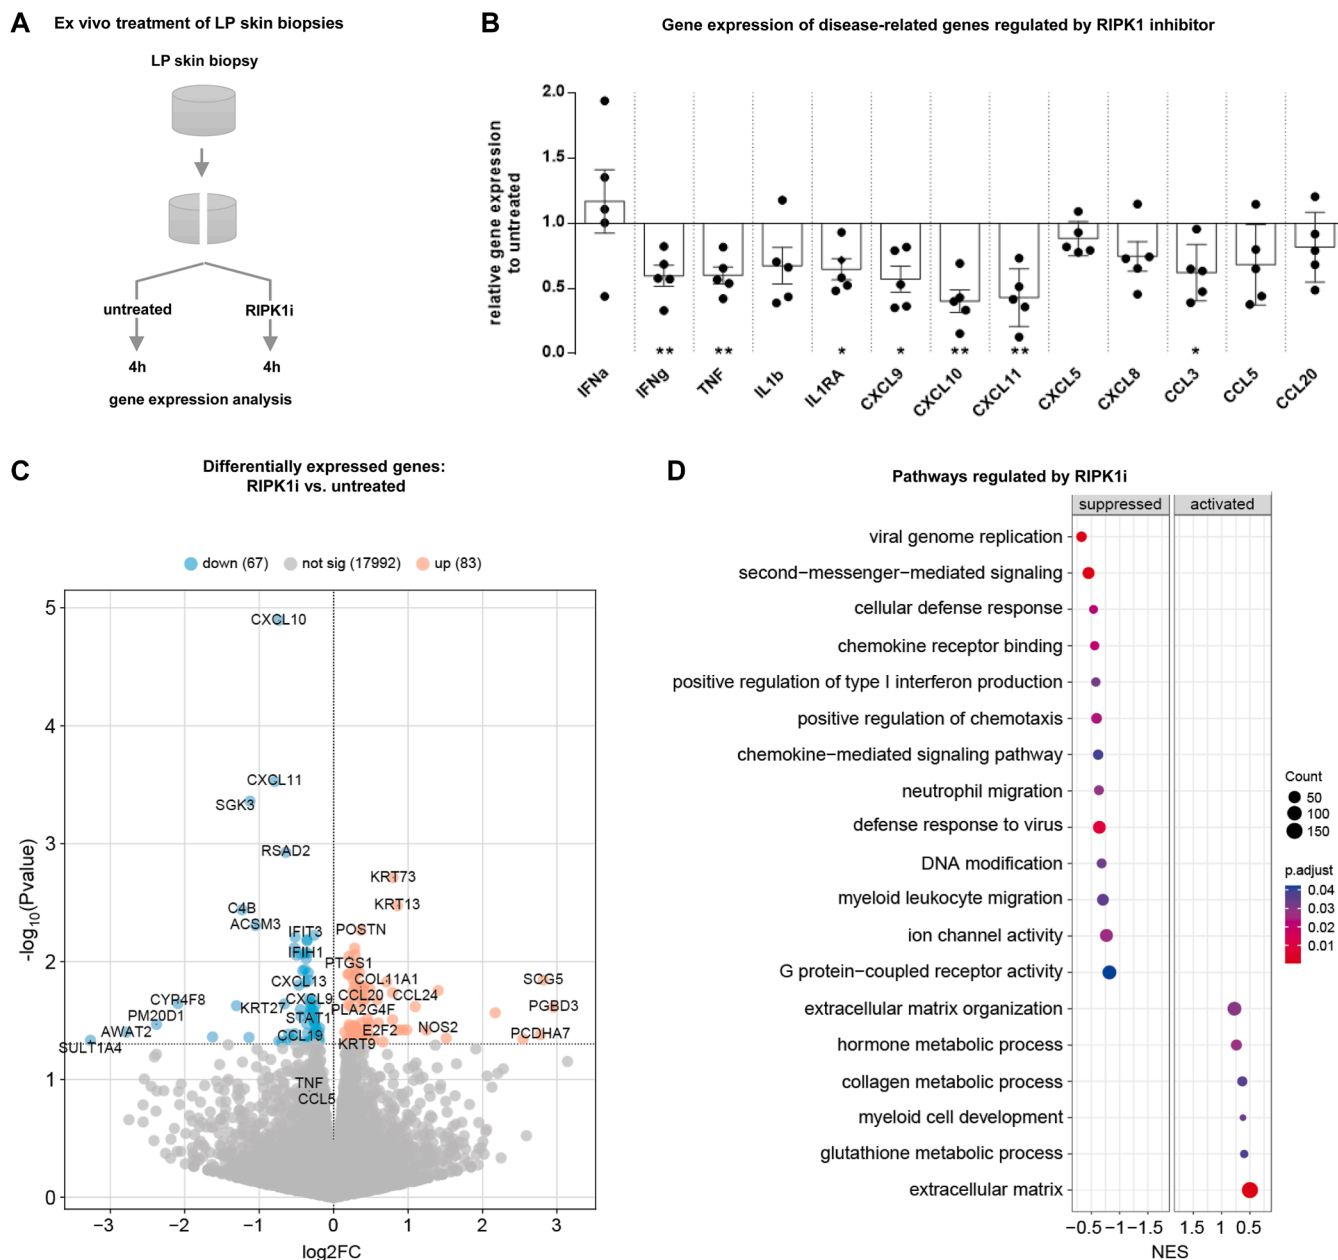 A
Ex vivo treatment of LP skin biopsies
LP skin biopsy
untreated
RIPK1i
4h
4h
gene expression analysis
B
Gene expression of disease-related genes regulated by RIPK1 inhibitor
relative gene expression
to untreated
2.0
1.5
1.0
0.5
0.0
** ** * * ** ** *
IFNa
IFNg
TNF
IL1b
IL1RA
CXCL9
CXCL10
CXCL11
CXCL5
CXCL8
CCL3
CCL5
CCL20
C
Differentially expressed genes:
RIPK1i vs. untreated
down (67)
not sig (17992)
up (83)
-log10(Pvalue)
5
4
3
2
1
0
CXCL10
CXCL11
SGK3
RSAD2
KRT73
C4B
KRT13
ACSM3
IFIT3
POSTN
IFIH1
PTGS1
CXCL13
COL11A1
SCG5
CYP4F8
CXCL9
CCL20
CCL24
KRT27
PGBD3
PM20D1
STAT1
PLA2G4F
AWAT2
CCL19
E2F2
NOS2
PCDHA7
SULT1A4
KRT9
TNF
CCL5
−3
−2
−1
0
1
2
3
log2FC
D
Pathways regulated by RIPK1i
suppressed
activated
viral genome replication
second−messenger−mediated signaling
cellular defense response
chemokine receptor binding
positive regulation of type I interferon production
positive regulation of chemotaxis
chemokine−mediated signaling pathway
neutrophil migration
defense response to virus
DNA modification
myeloid leukocyte migration
ion channel activity
G protein−coupled receptor activity
extracellular matrix organization
hormone metabolic process
collagen metabolic process
myeloid cell development
glutathione metabolic process
extracellular matrix
−0.5
−1
−1.5
1.5
1
0.5
NES
Count
50
100
150
p.adjust
0.04
0.03
0.02
0.01